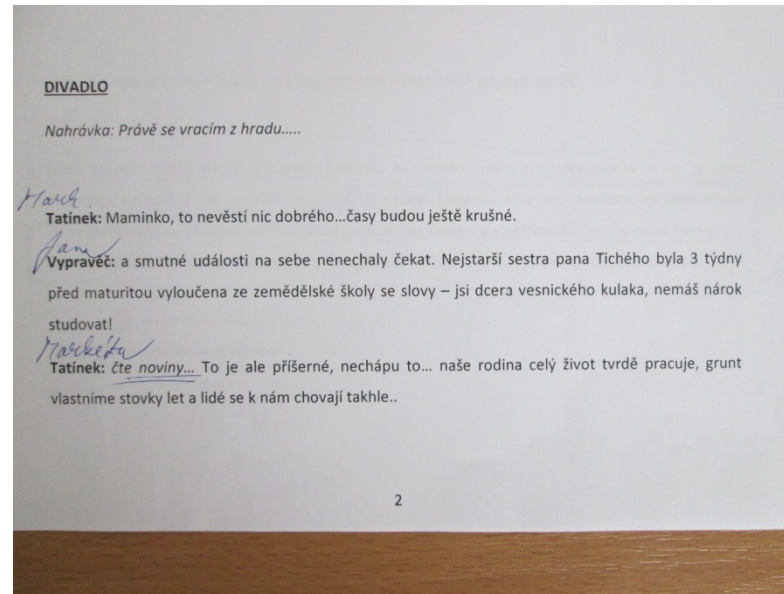 DIVADLO
Nahrávka: Právě se vracím z hradu.....
Mark
Tatínek: Maminko, to nevěstí nic dobrého...časy budou ještě krušné.
Jana
Vypravěč: a smutné události na sebe nenechaly čekat. Nejstarší sestra pana Tichého byla 3 týdny
před maturitou vyloučena ze zemědělské školy se slovy – jsi dcera vesnického kulaka, nemáš nárok
studovat!
Markéta
Tatínek: čte noviny... To je ale příšerné, nechápu to... naše rodina celý život tvrdě pracuje, grunt
vlastníme stovky let a lidé se k nám chovají takhle..
2